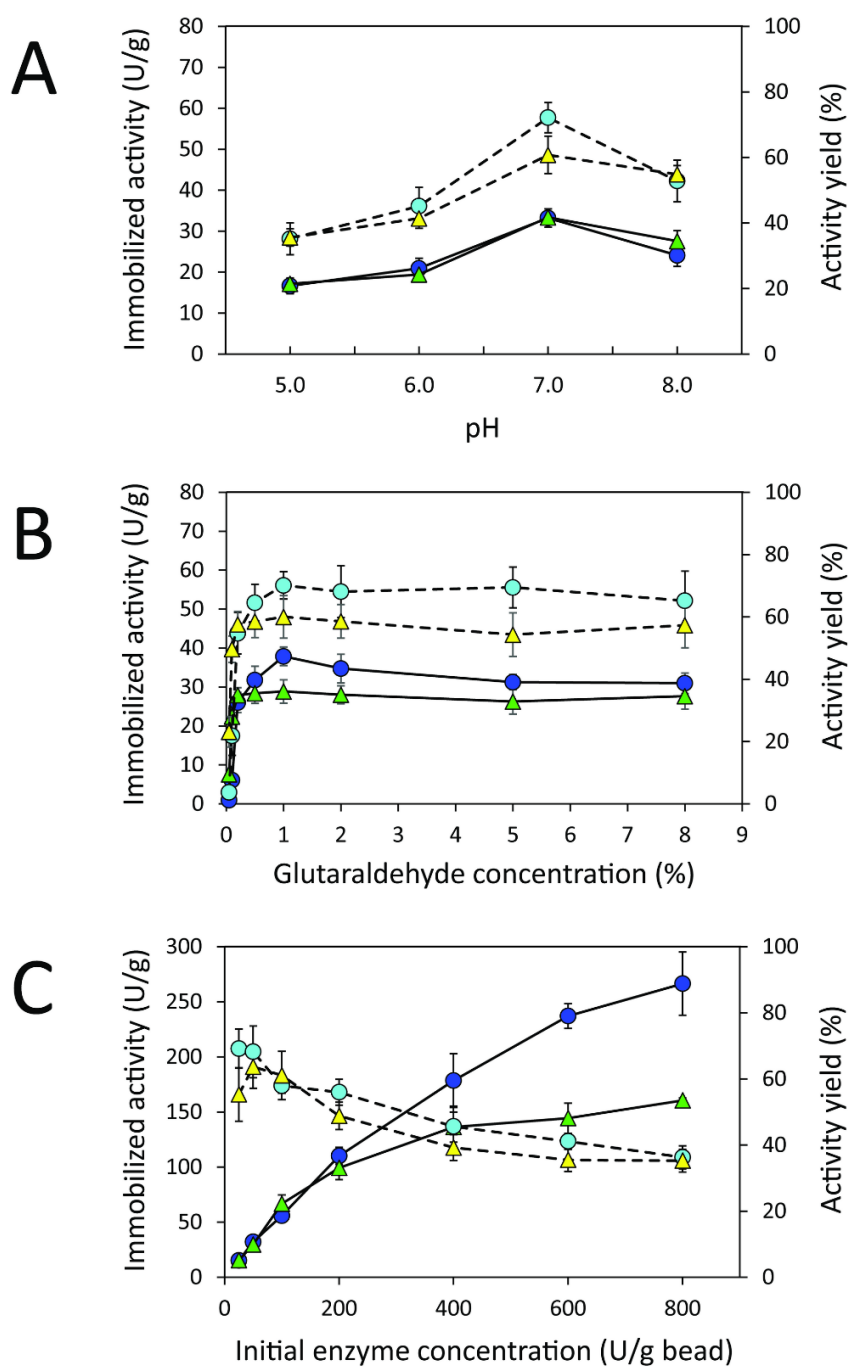 A
Immobilized activity (U/g)
80
70
60
50
40
30
20
10
0
100
80
60
40
20
0
Activity yield (%)
5.0 6.0 7.0 8.0
pH
B
Immobilized activity (U/g)
80
70
60
50
40
30
20
10
0
100
80
60
40
20
0
Activity yield (%)
0 1 2 3 4 5 6 7 8 9
Glutaraldehyde concentration (%)
C
Immobilized activity (U/g)
300
250
200
150
100
50
0
100
80
60
40
20
0
Activity yield (%)
0 200 400 600 800
Initial enzyme concentration (U/g bead)